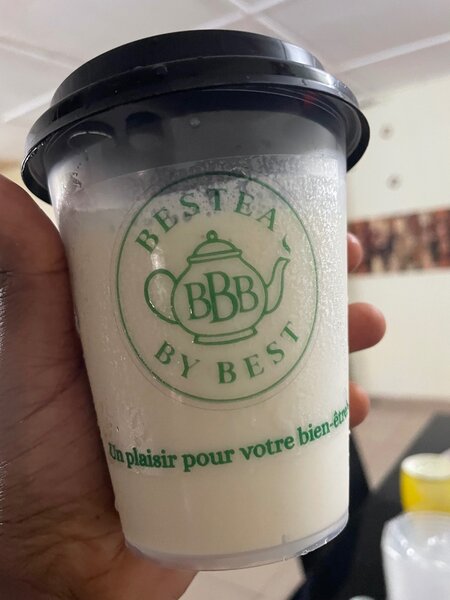 BESTEA
BBB
BY BEST
Un plaisir pour votre bien-être